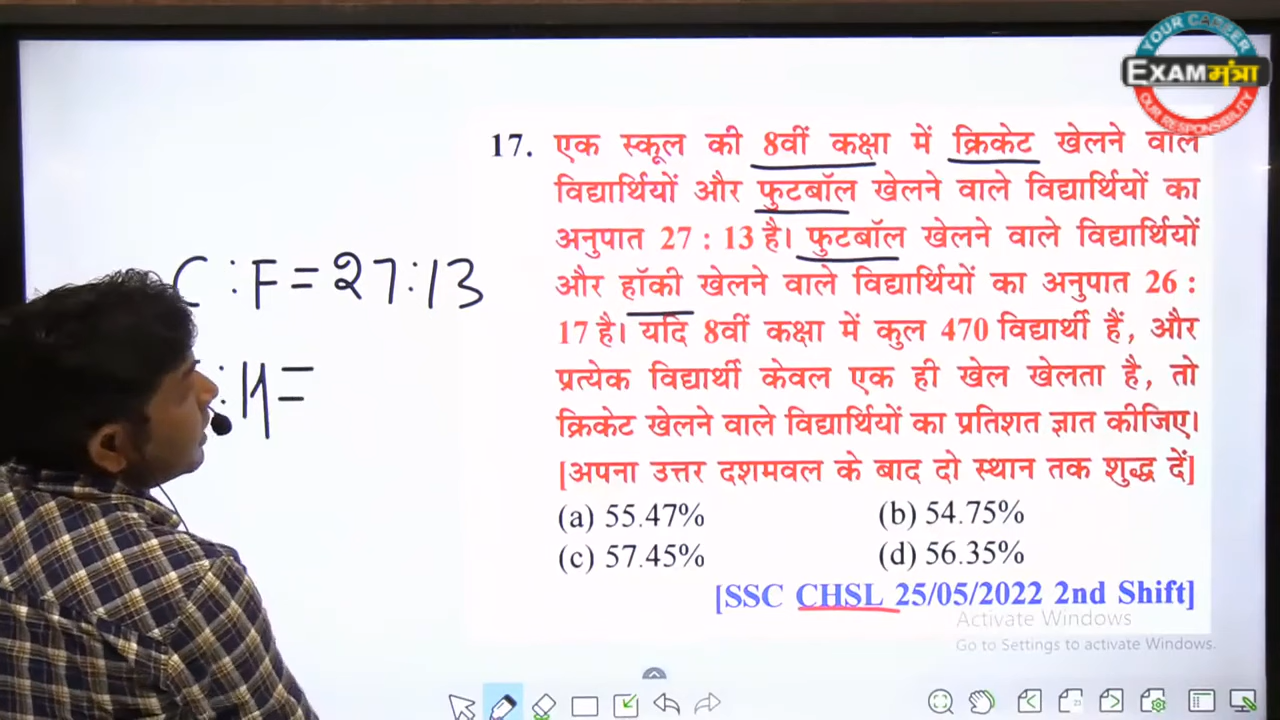 YOUR CAREER
Examमंत्रा
OUR RESPONSIBILITY
17. एक स्कूल की 8वीं कक्षा में क्रिकेट खेलने वाले
विद्यार्थियों और फुटबॉल खेलने वाले विद्यार्थियों का
अनुपात 27 : 13 है। फुटबॉल खेलने वाले विद्यार्थियों
और हॉकी खेलने वाले विद्यार्थियों का अनुपात 26 :
17 है। यदि 8वीं कक्षा में कुल 470 विद्यार्थी हैं, और
प्रत्येक विद्यार्थी केवल एक ही खेल खेलता है, तो
क्रिकेट खेलने वाले विद्यार्थियों का प्रतिशत ज्ञात कीजिए।
[अपना उत्तर दशमवल के बाद दो स्थान तक शुद्ध दें]
(a) 55.47% (b) 54.75%
(c) 57.45% (d) 56.35%
[SSC CHSL 25/05/2022 2nd Shift]
C : F = 27 : 13
: H =
Activate Windows
Go to Settings to activate Windows.